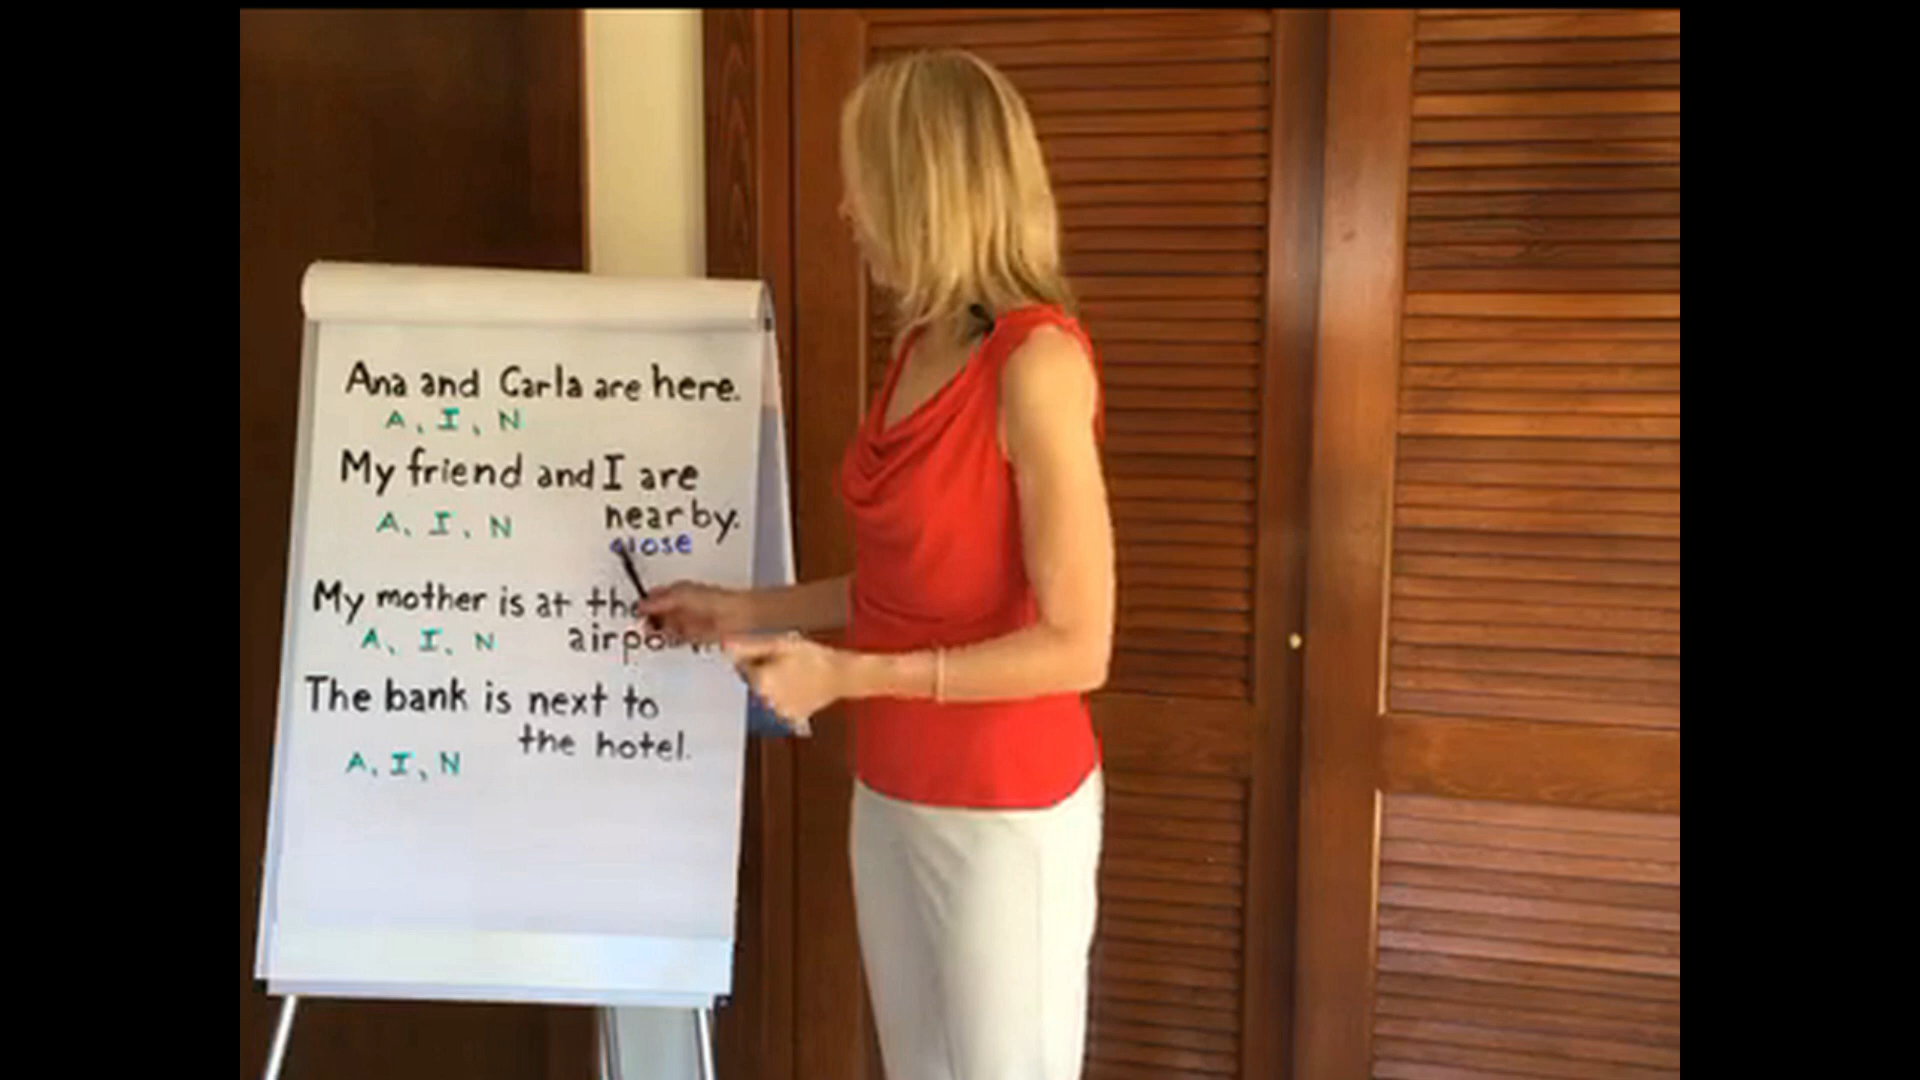 Ana and Carla are here.
A, I, N
My friend and I are
nearby.
A, I, N
close
My mother is at the
A, I, N
The bank is next to
the hotel.
A, I, N